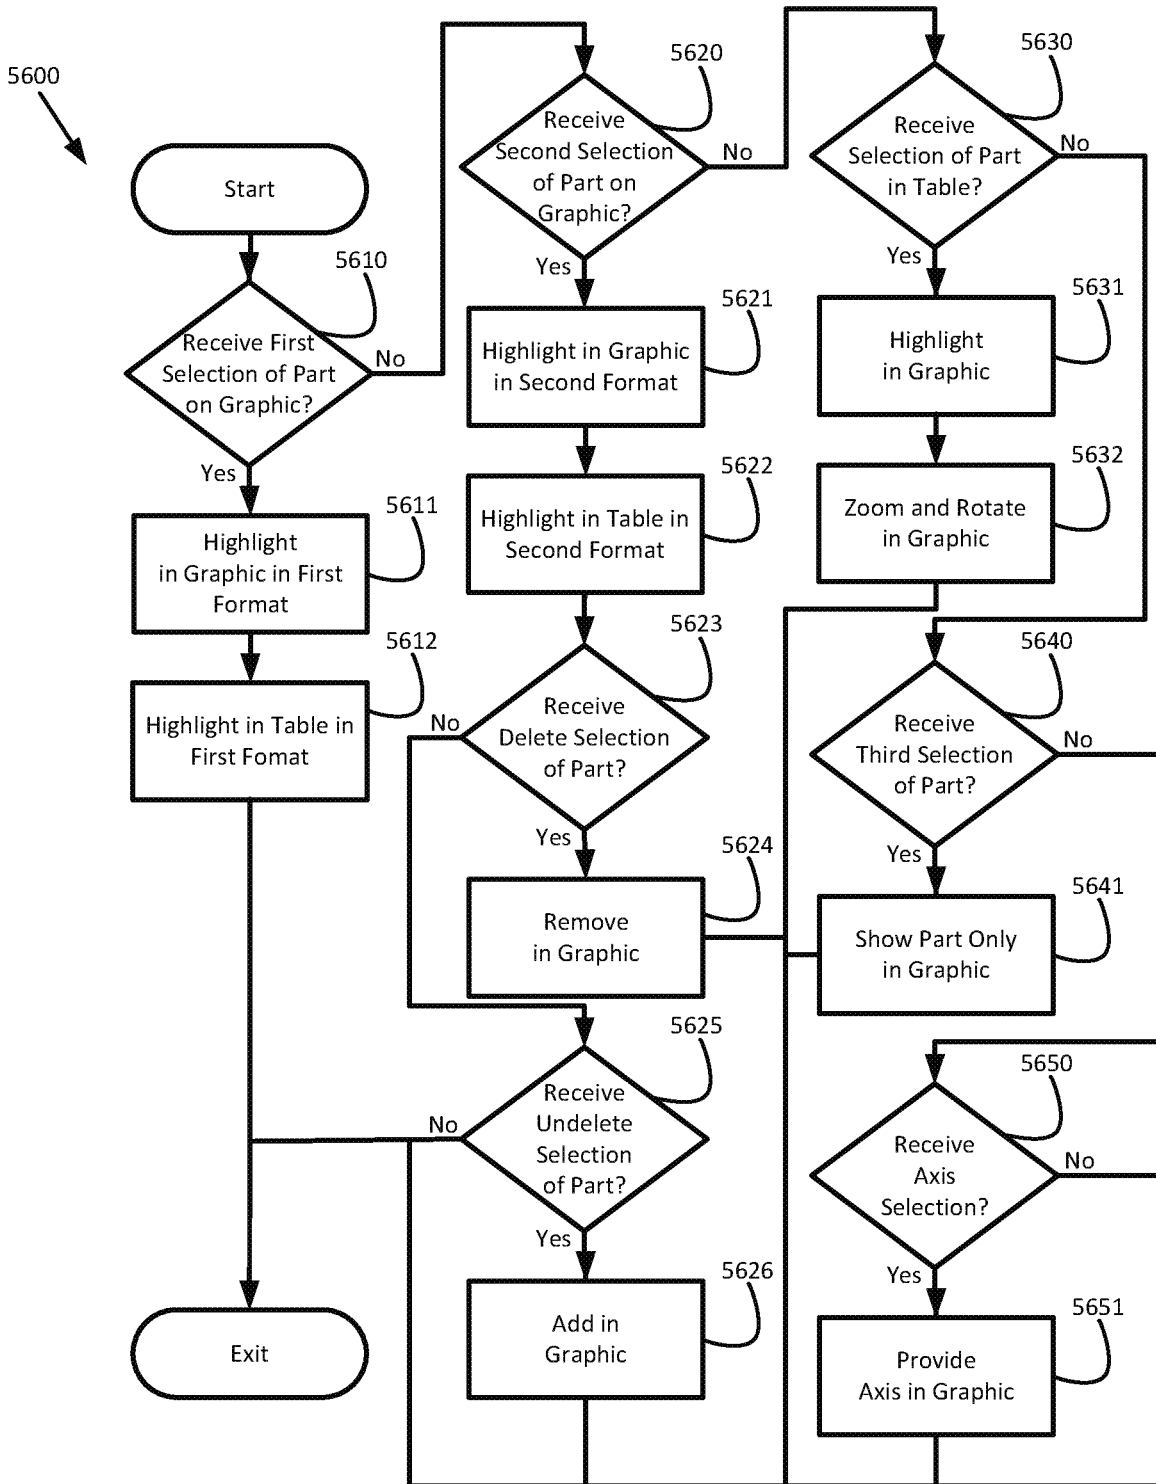 5600
Start
5610
Receive First
Selection of Part
on Graphic?
No
Yes
5611
Highlight
in Graphic in First
Format
5612
Highlight in Table in
First Fomat
Exit
5620
Receive
Second Selection
of Part on
Graphic?
No
Yes
5621
Highlight in Graphic
in Second Format
5622
Highlight in Table in
Second Format
5623
Receive
Delete Selection
of Part?
No
Yes
5624
Remove
in Graphic
5625
Receive
Undelete
Selection
of Part?
No
Yes
5626
Add in
Graphic
5630
Receive
Selection of Part
in Table?
No
Yes
5631
Highlight
in Graphic
5632
Zoom and Rotate
in Graphic
5640
Receive
Third Selection
of Part?
No
Yes
5641
Show Part Only
in Graphic
5650
Receive
Axis
Selection?
No
Yes
5651
Provide
Axis in Graphic